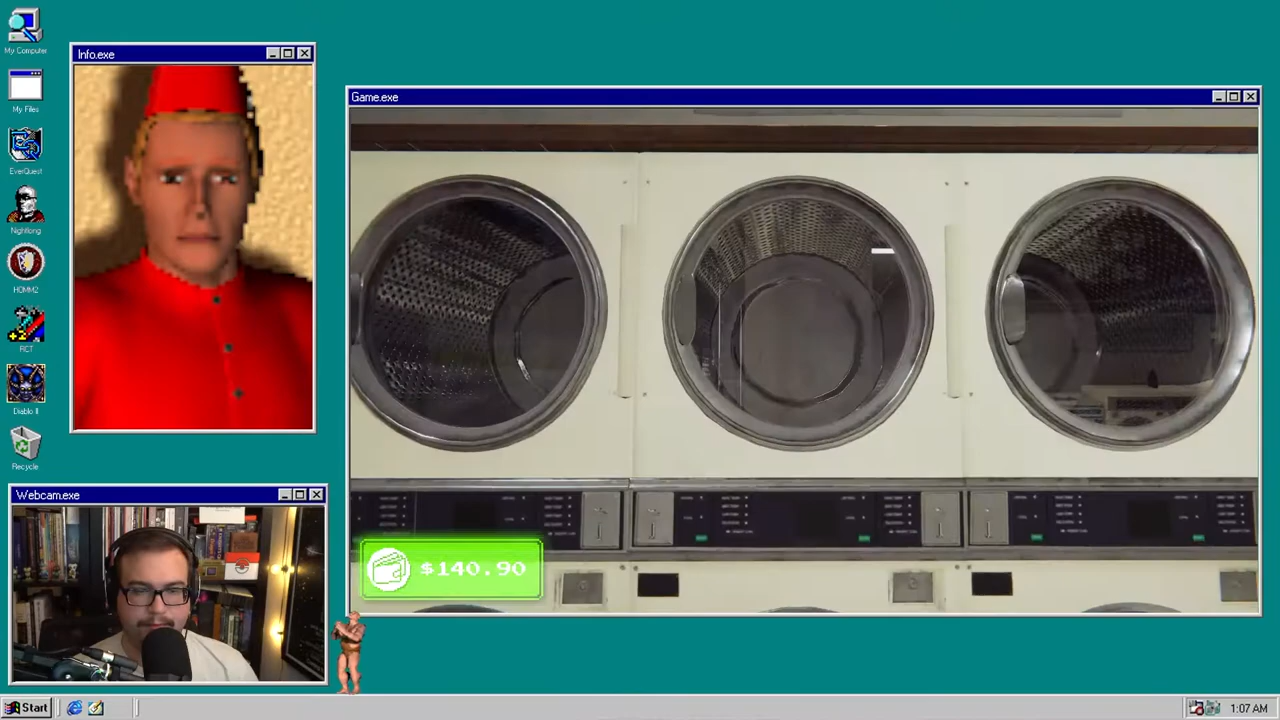 My Computer
Info.exe
Game.exe
My Files
EverQuest
Nightlong
HOMM2
RCT
Diablo II
Recycle
Webcam.exe
$140.90
Start
1:07 AM